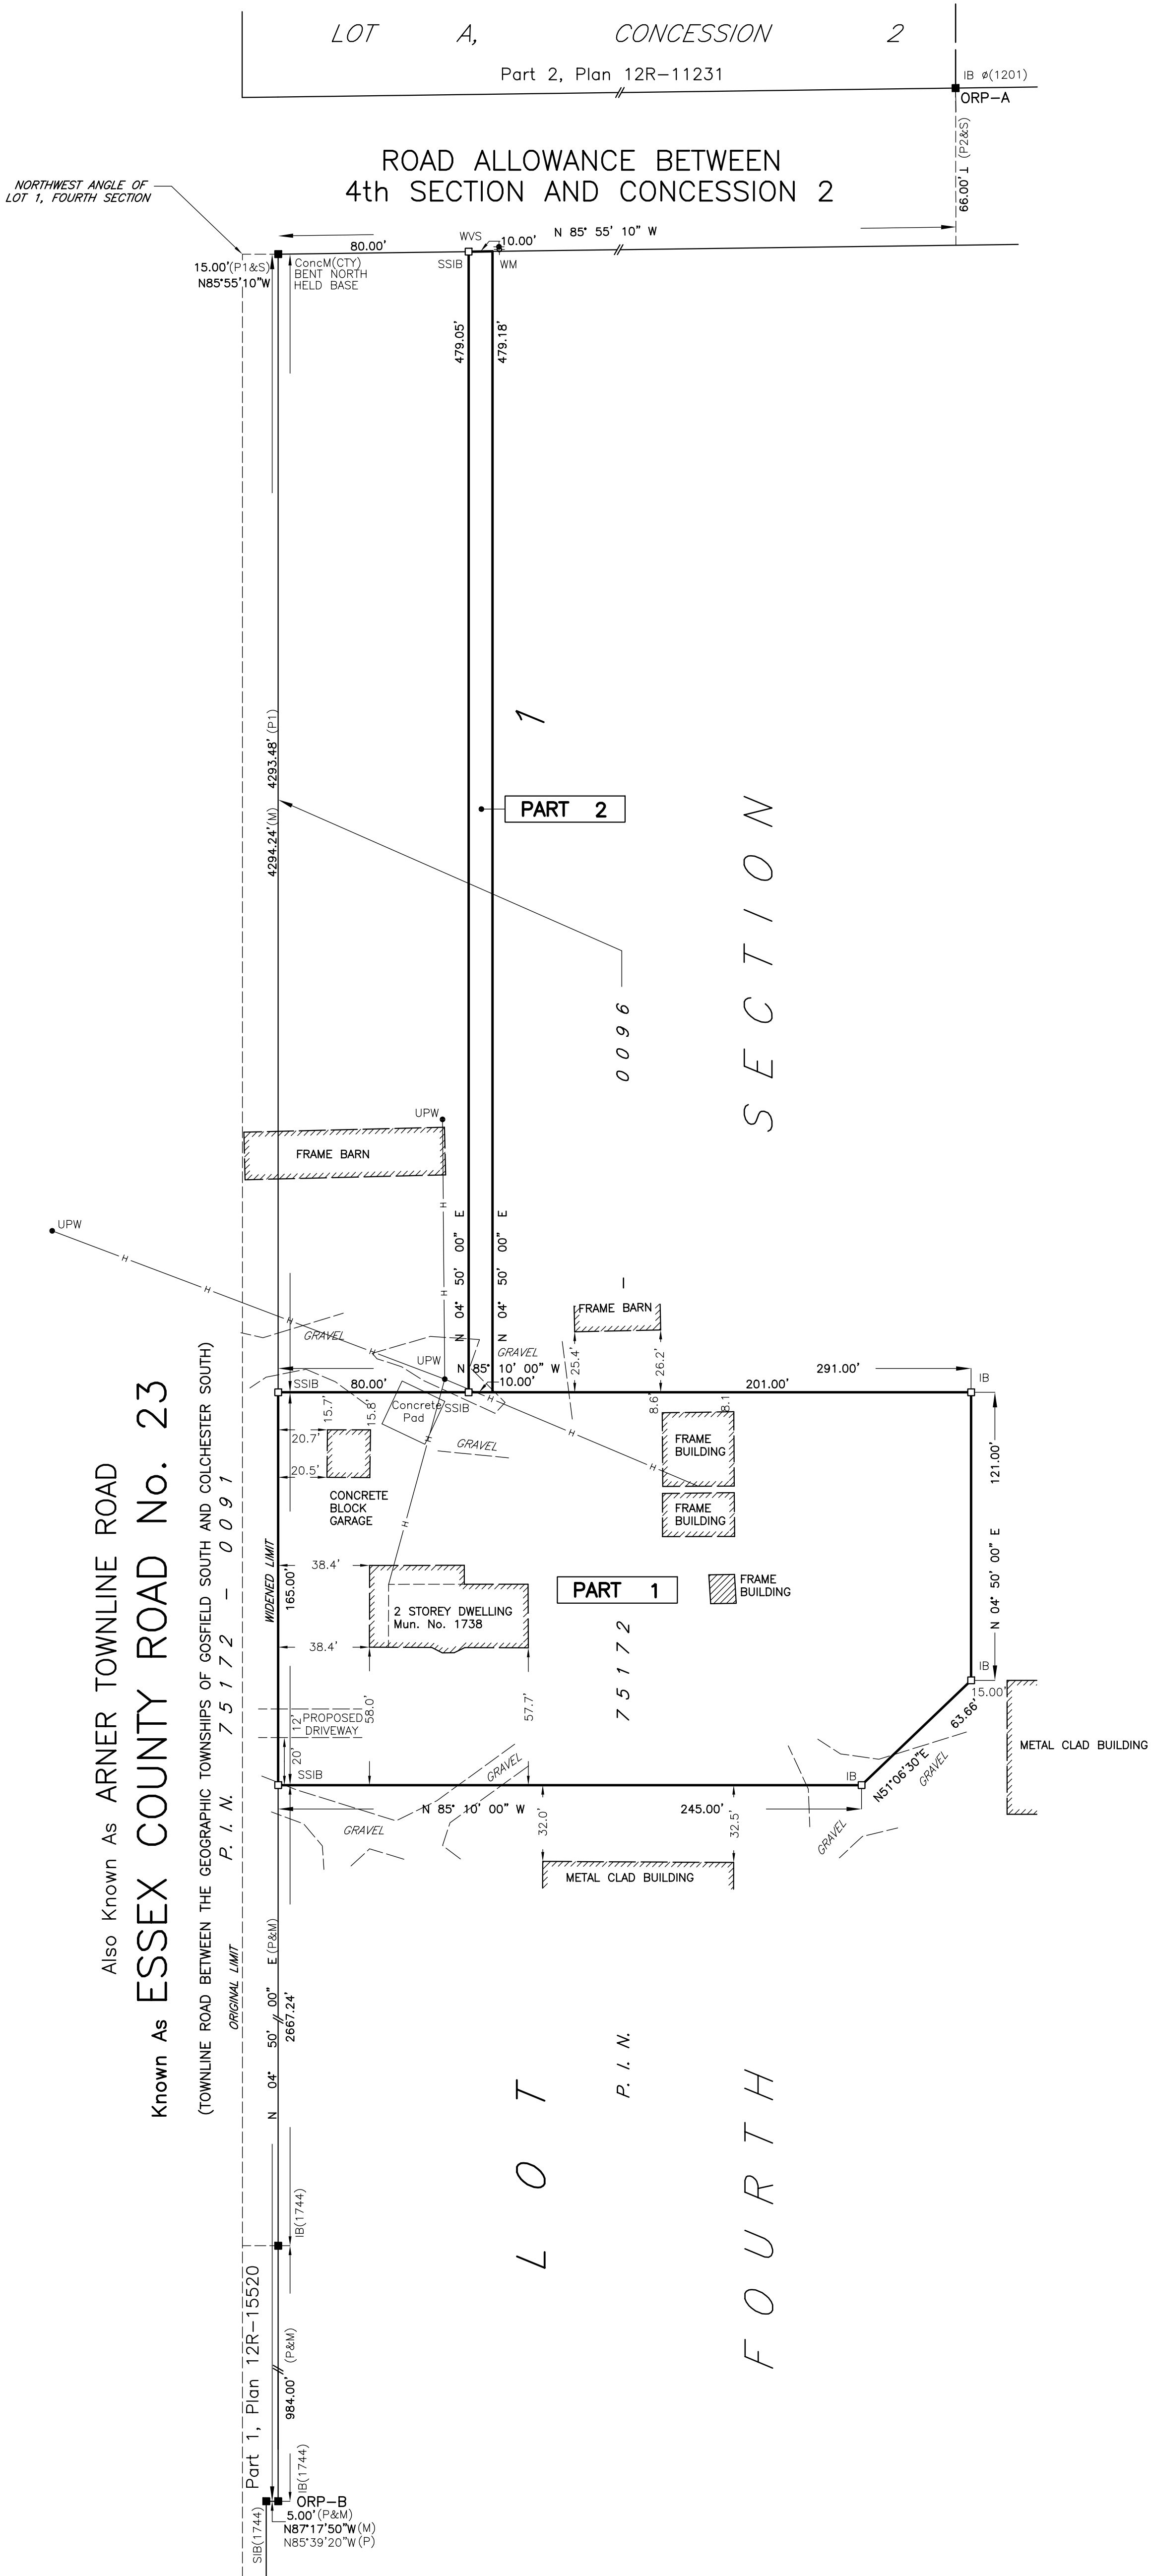 LOT A, CONCESSION 2
Part 2, Plan 12R-11231
IB ø(1201)
ORP-A
66.00' ⊥ (P2&S)
ROAD ALLOWANCE BETWEEN
4th SECTION AND CONCESSION 2
NORTHWEST ANGLE OF
LOT 1, FOURTH SECTION
N 85° 55' 10" W
80.00'
WVS
10.00'
15.00'(P1&S)
N85°55'10"W
ConcM(CTY)
BENT NORTH
HELD BASE
SSIB
WM
479.05'
479.18'
4293.48' (P1)
4294.24'(M)
1
PART 2
SECTION
0096
UPW
FRAME BARN
UPW
H
H
H
H
H
H
H
H
H
H
N 04° 50' 00" E
N 04° 50' 00" E
-
FRAME BARN
GRAVEL
GRAVEL
25.4'
26.2'
UPW
N 85° 10' 00" W
291.00'
IB
SSIB
80.00'
10.00'
201.00'
Concrete
Pad
SSIB
GRAVEL
15.7'
15.8'
8.6'
8.1
20.7'
20.5'
CONCRETE
BLOCK
GARAGE
FRAME
BUILDING
FRAME
BUILDING
121.00'
N 04° 50' 00" E
WIDENED LIMIT
165.00'
38.4'
38.4'
2 STOREY DWELLING
Mun. No. 1738
PART 1
FRAME
BUILDING
75172
58.0'
57.7'
12'
20'
PROPOSED
DRIVEWAY
IB
15.00'
63.66'
N51°06'30"E
METAL CLAD BUILDING
GRAVEL
GRAVEL
SSIB
GRAVEL
IB
N 85° 10' 00" W
245.00'
GRAVEL
32.0'
32.5'
METAL CLAD BUILDING
Also Known As ARNER TOWNLINE ROAD
Known As ESSEX COUNTY ROAD No. 23
(TOWNLINE ROAD BETWEEN THE GEOGRAPHIC TOWNSHIPS OF GOSFIELD SOUTH AND COLCHESTER SOUTH)
P. I. N. 75172 - 0091
ORIGINAL LIMIT
N 04° 50' 00" E (P&M)
2667.24'
P. I. N.
LOT
FOURTH
IB(1744)
Part 1, Plan 12R-15520
984.00' (P&M)
IB(1744)
SIB(1744)
ORP-B
5.00' (P&M)
N87°17'50"W(M)
N85°39'20"W(P)